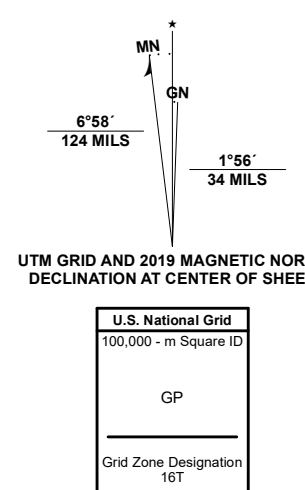 MN
GN
6°58´
124 MILS
1°56´
34 MILS
UTM GRID AND 2019 MAGNETIC NOR
DECLINATION AT CENTER OF SHEE
U.S. National Grid
100,000 - m Square ID
GP
Grid Zone Designation
16T